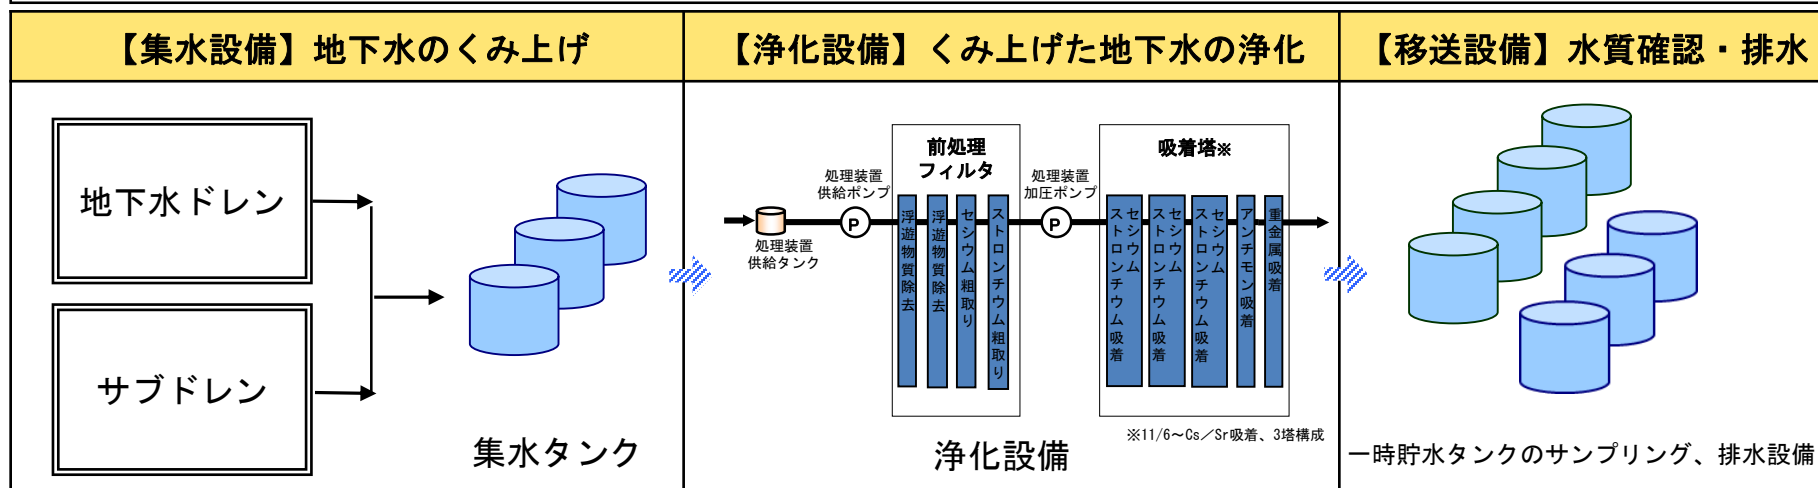 【集水設備】地下水のくみ上げ
【浄化設備】くみ上げた地下水の浄化
【移送設備】水質確認・排水
地下水ドレン
サブドレン
集水タンク
処理装置
供給タンク
処理装置
供給ポンプ
P
前処理
フィルタ
浮遊物質除去
浮遊物質除去
セシウム粗取り
ストロンチウム粗取り
処理装置
加圧ポンプ
P
吸着塔※
セシウム
ストロンチウム吸着
セシウム
ストロンチウム吸着
セシウム
ストロンチウム吸着
アンチモン吸着
重金属吸着
※11/6～Cs／Sr吸着、3塔構成
浄化設備
一時貯水タンクのサンプリング、排水設備